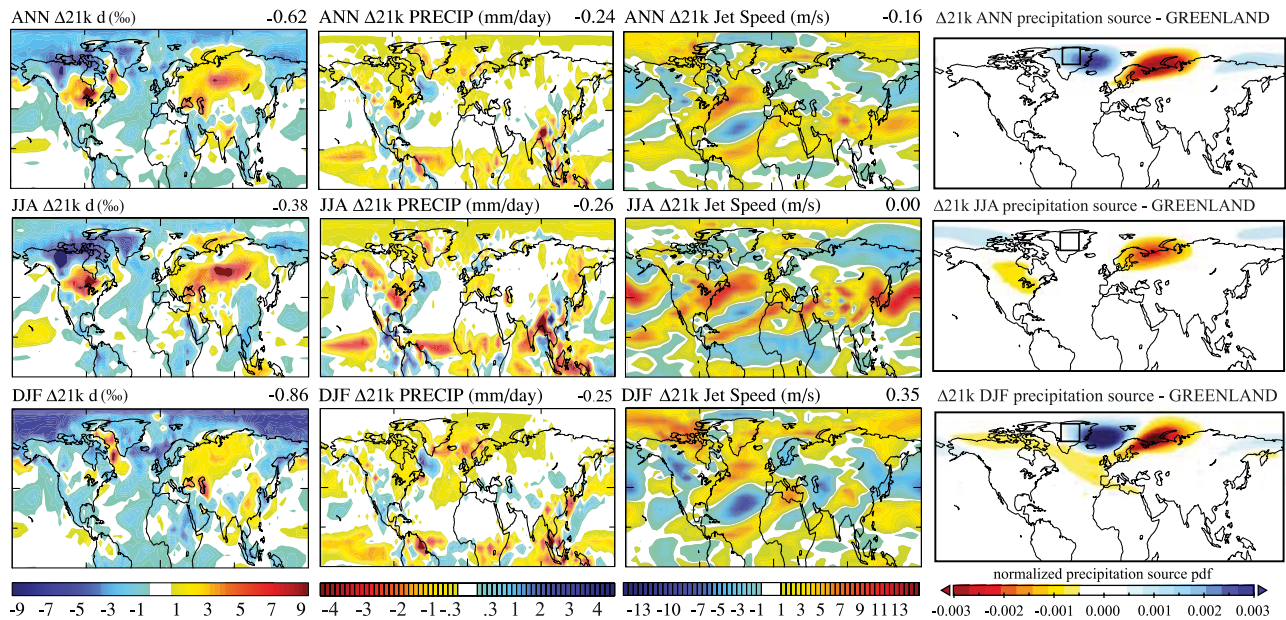 ANN Δ21k d (‰) -0.62
ANN Δ21k PRECIP (mm/day) -0.24
ANN Δ21k Jet Speed (m/s) -0.16
Δ21k ANN precipitation source - GREENLAND
JJA Δ21k d (‰) -0.38
JJA Δ21k PRECIP (mm/day) -0.26
JJA Δ21k Jet Speed (m/s) 0.00
Δ21k JJA precipitation source - GREENLAND
DJF Δ21k d (‰) -0.86
DJF Δ21k PRECIP (mm/day) -0.25
DJF Δ21k Jet Speed (m/s) 0.35
Δ21k DJF precipitation source - GREENLAND
normalized precipitation source pdf
-9 -7 -5 -3 -1 1 3 5 7 9
-4 -3 -2 -1 -.3 .3 1 2 3 4
-13 -10 -7 -4 -1 1 3 5 7 9 11 13
-0.003 -0.002 -0.001 0.000 0.001 0.002 0.003